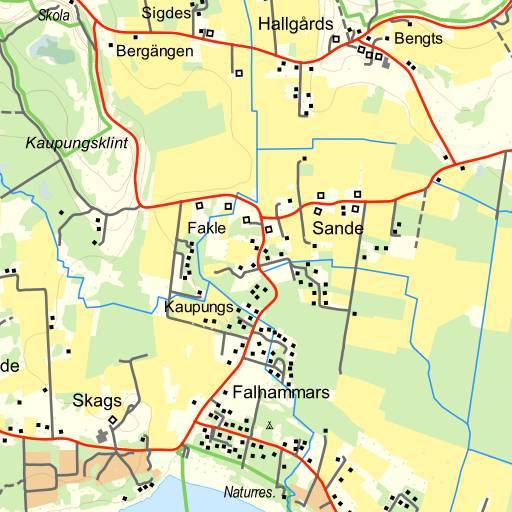 Skola
Sigdes
Hallgårds
Bengts
Bergängen
Kaupungsklint
Fakle
Sande
Kaupungs
de
Falhammars
Skags
Naturres.